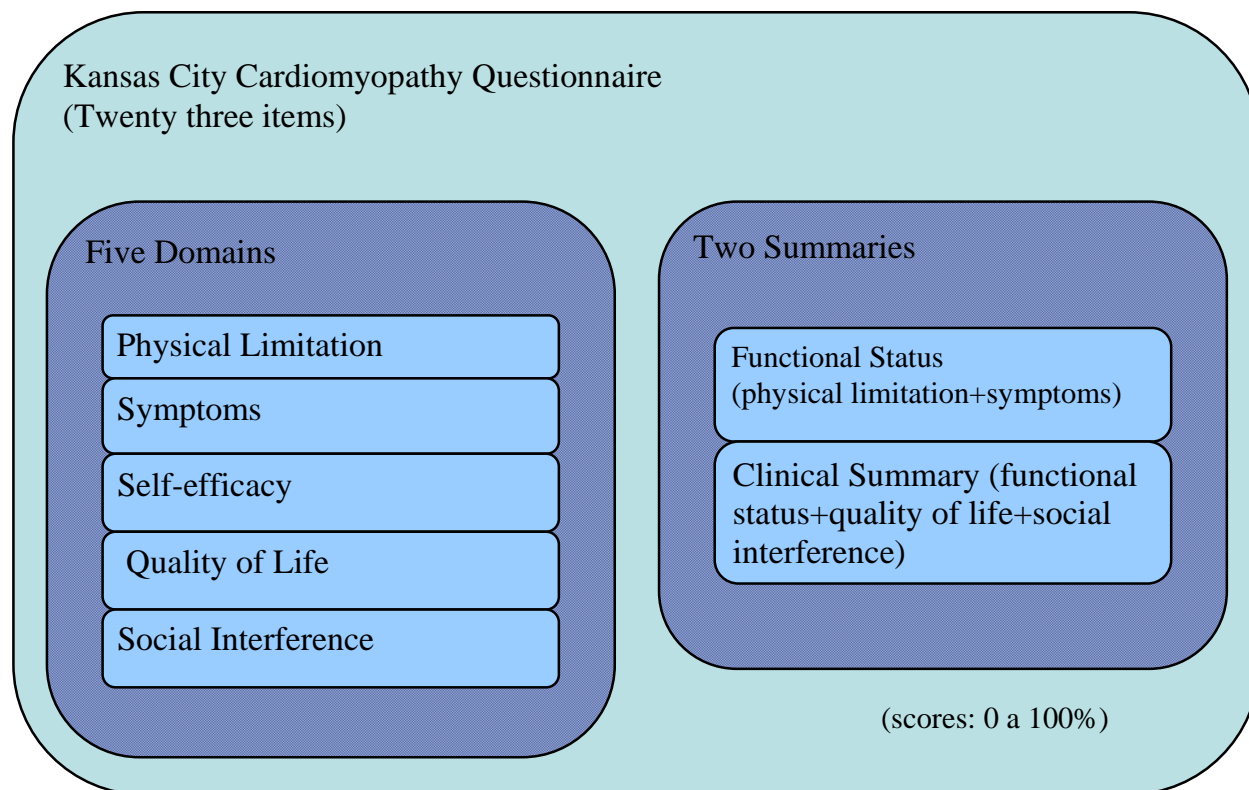 Kansas City Cardiomyopathy Questionnaire
(Twenty three items)
Five Domains
Physical Limitation
Symptoms
Self-efficacy
Quality of Life
Social Interference
Two Summaries
Functional Status
(physical limitation+symptoms)
Clinical Summary (functional
status+quality of life+social
interference)
(scores: 0 a 100%)